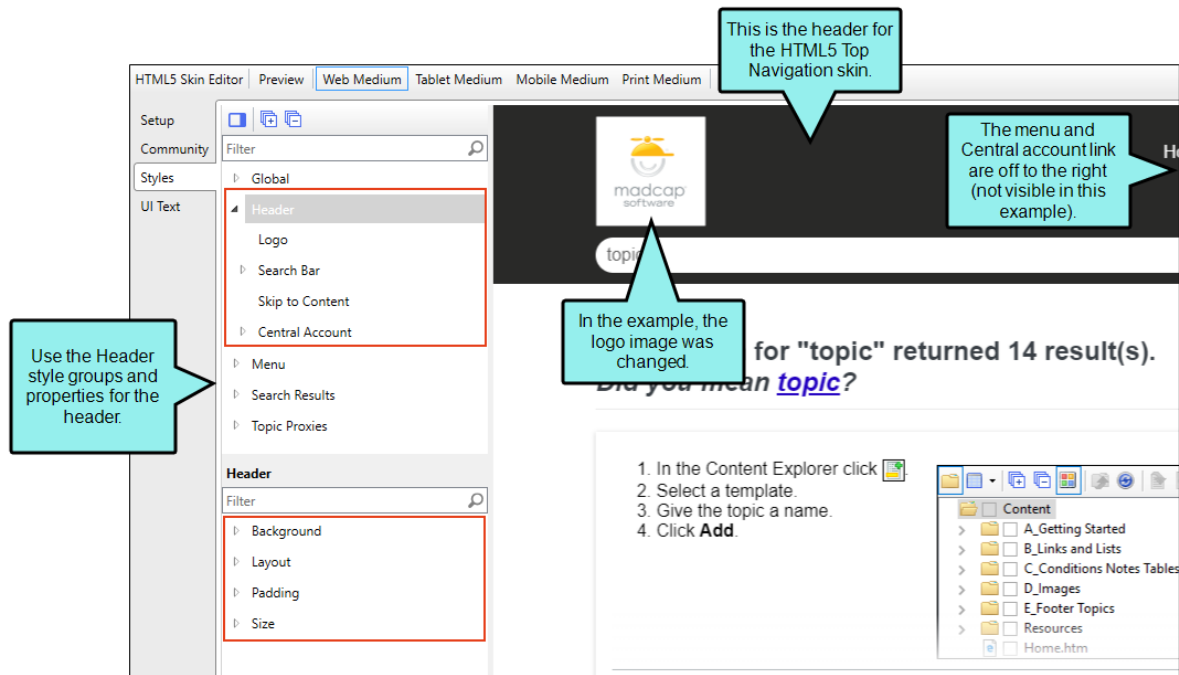 This is the header for
the HTML5 Top
Navigation skin.
HTML5 Skin Editor Preview Web Medium Tablet Medium Mobile Medium Print Medium
Setup
Community
Styles
UI Text
Filter
Global
Header
Logo
Search Bar
Skip to Content
Central Account
Menu
Search Results
Topic Proxies
Header
Filter
Background
Layout
Padding
Size
Use the Header
style groups and
properties for the
header.
madcap
software
The menu and
Central account link
are off to the right
(not visible in this
example).
topic
In the example, the
logo image was
changed.
for "topic" returned 14 result(s).
Did you mean topic?
1. In the Content Explorer click .
2. Select a template.
3. Give the topic a name.
4. Click Add.
Content
A_Getting Started
B_Links and Lists
C_Conditions Notes Tables
D_Images
E_Footer Topics
Resources
Home.htm